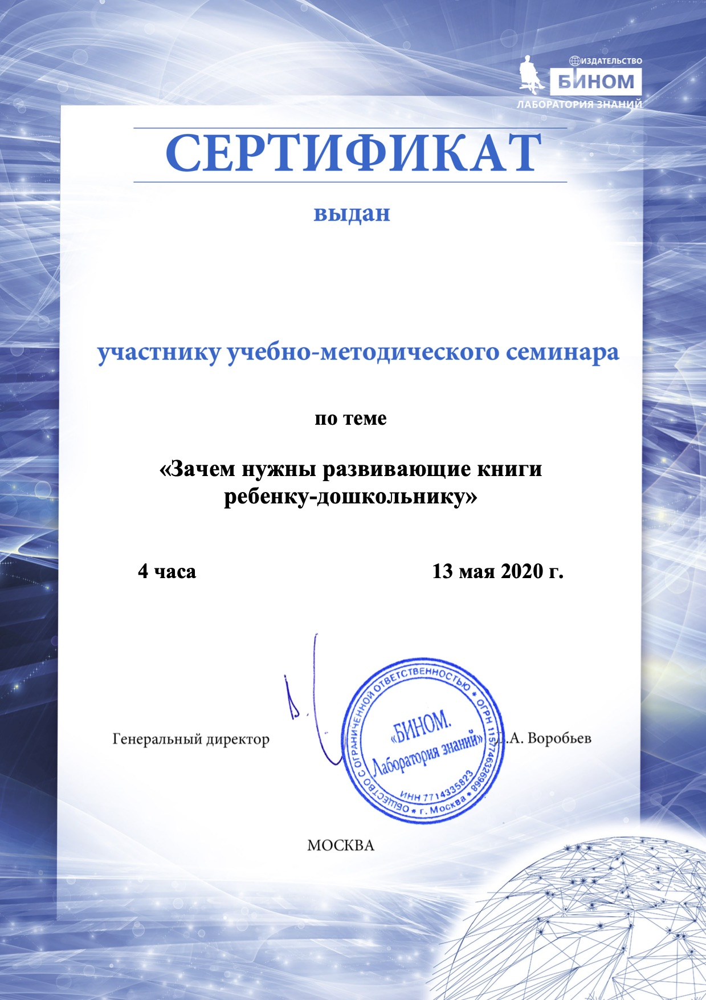 ИЗДАТЕЛЬСТВО
БИНОМ
ЛАБОРАТОРИЯ ЗНАНИЙ
СЕРТИФИКАТ
выдан
участнику учебно-методического семинара
по теме
«Зачем нужны развивающие книги
ребенку-дошкольнику»
4 часа
13 мая 2020 г.
Генеральный директор
.А. Воробьев
ОБЩЕСТВО С ОГРАНИЧЕННОЙ ОТВЕТСТВЕННОСТЬЮ * ОГРН 1157746326968 * г. Москва *
«БИНОМ.
Лаборатория знаний»
ИНН 7714335823
МОСКВА